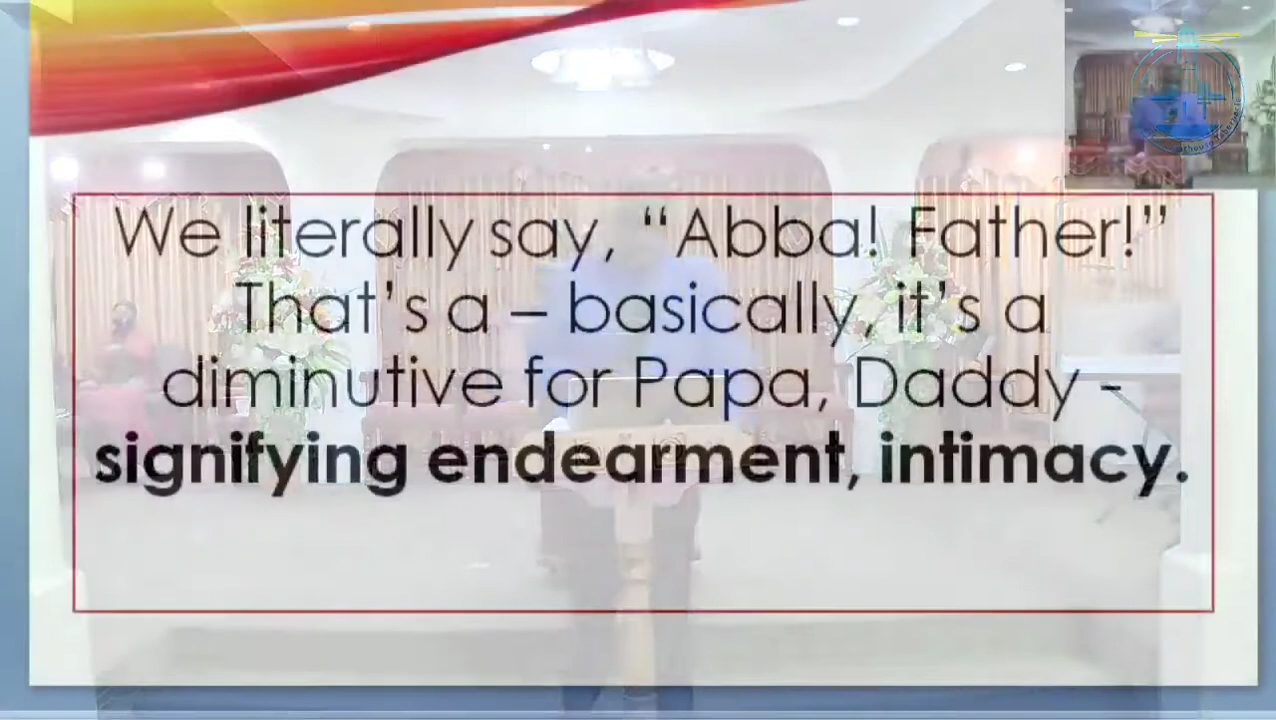 We literally say, “Abba! Father!”
That’s a – basically, it’s a
diminutive for Papa, Daddy -
signifying endearment, intimacy.